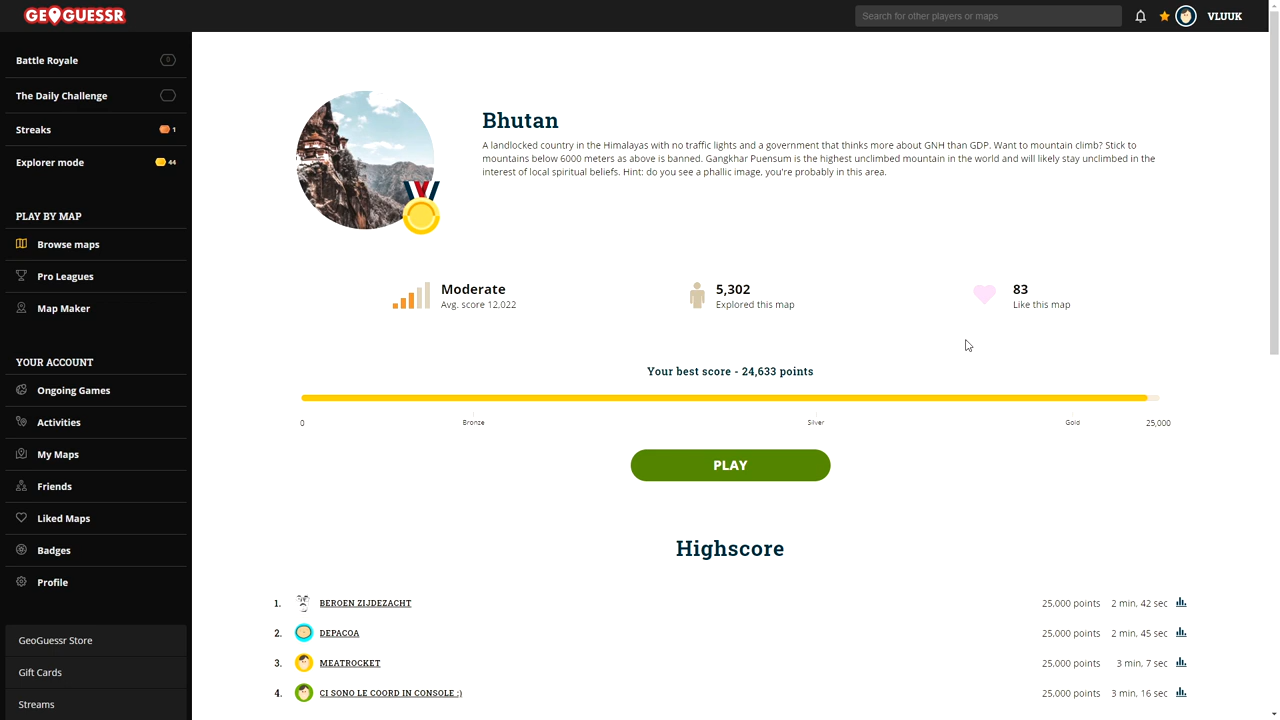 GEOGUESSR
Search for other players or maps
VLUUK
Battle Royale 0
The Daily Challenge
Streaks 1
Explorer mode 44
PLAY BY MAP
Browse maps
Pro Leagues
Map Maker
YOUR ACCOUNT
Ongoing Games
Activities
My Maps
Friends
Liked Maps
Badges
Profile
GeoGuessr Store
Gift Cards
Streams
Bhutan
A landlocked country in the Himalayas with no traffic lights and a government that thinks more about GNH than GDP. Want to mountain climb? Stick to
mountains below 6000 meters as above is banned. Gangkhar Puensum is the highest unclimbed mountain in the world and will likely stay unclimbed in the
interest of local spiritual beliefs. Hint: do you see a phallic image, you're probably in this area.
Moderate
Avg. score 12,022
5,302
Explored this map
83
Like this map
Your best score - 24,633 points
0 Bronze Silver Gold 25,000
PLAY
Highscore
1. BEROEN ZIJDEZACHT 25,000 points 2 min, 42 sec
2. DEPACOA 25,000 points 2 min, 45 sec
3. MEATROCKET 25,000 points 3 min, 7 sec
4. CI SONO LE COORD IN CONSOLE :) 25,000 points 3 min, 16 sec